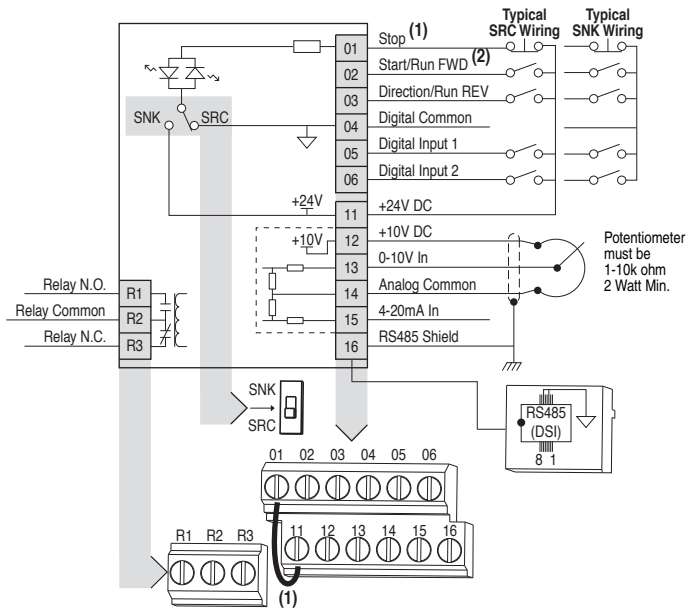 Typical
SRC Wiring
Typical
SNK Wiring
01
Stop (1)
02
Start/Run FWD (2)
03
Direction/Run REV
SNK
SRC
04
Digital Common
05
Digital Input 1
06
Digital Input 2
+24V
11
+24V DC
+10V
12
+10V DC
13
0-10V In
14
Analog Common
15
4-20mA In
16
RS485 Shield
Potentiometer
must be
1-10k ohm
2 Watt Min.
Relay N.O.
R1
Relay Common
R2
Relay N.C.
R3
SNK
SRC
RS485
(DSI)
8 1
01 02 03 04 05 06
11 12 13 14 15 16
R1 R2 R3
(1)